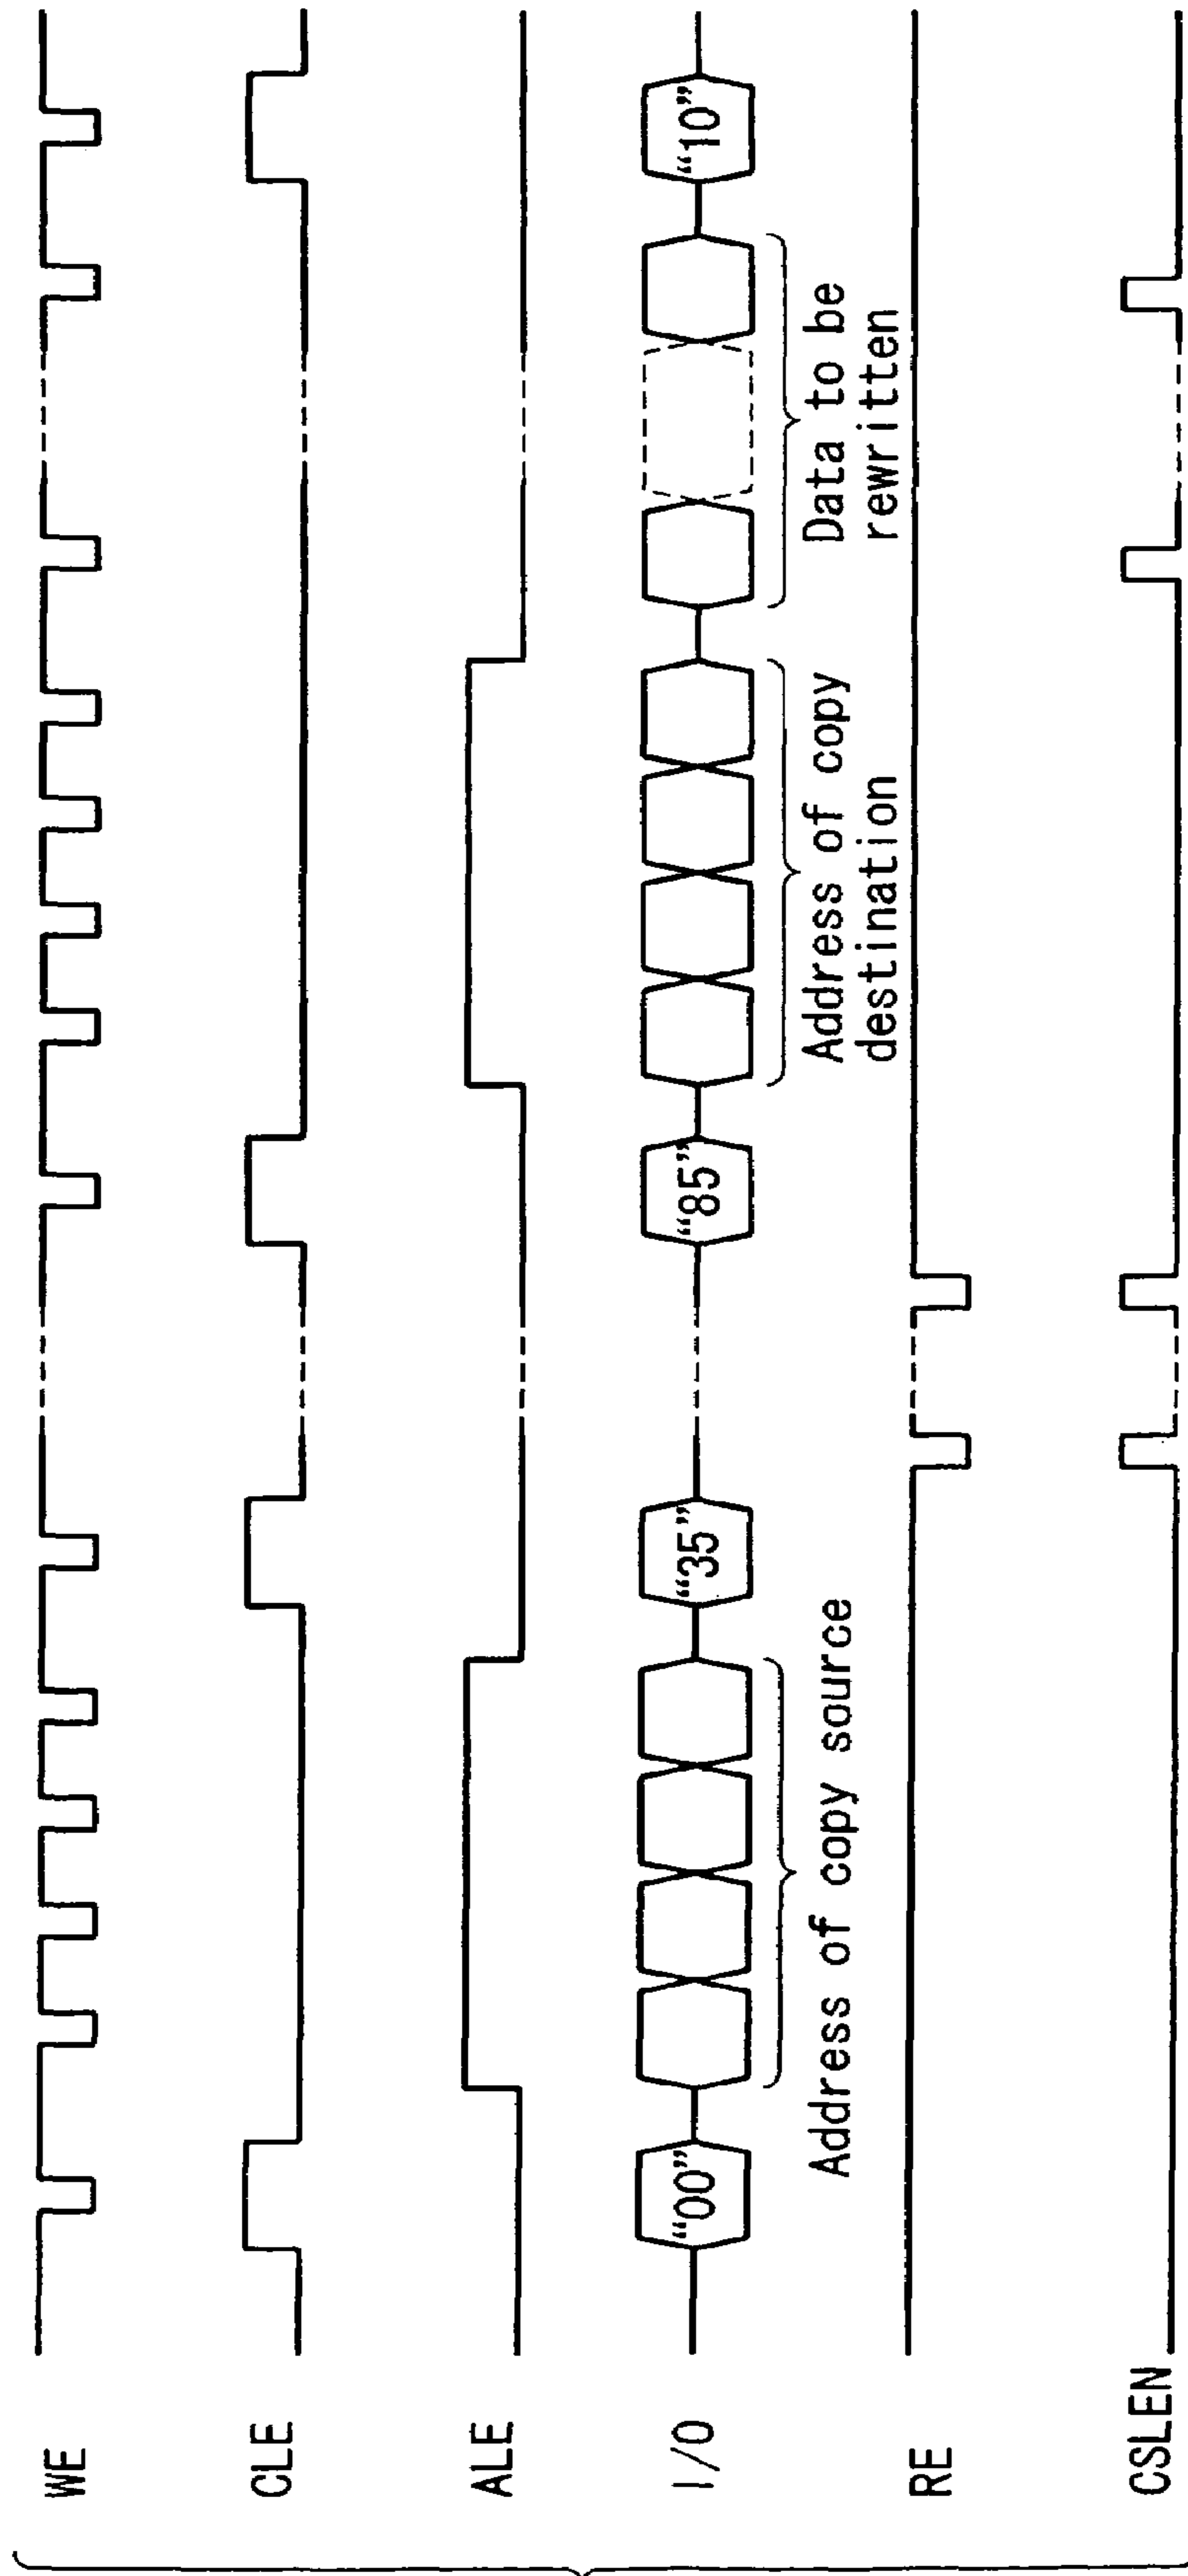 WE
CLE
ALE
I/O
"00"
"35"
"85"
"10"
Address of copy source
Address of copy
destination
Data to be
rewritten
RE
CSLEN